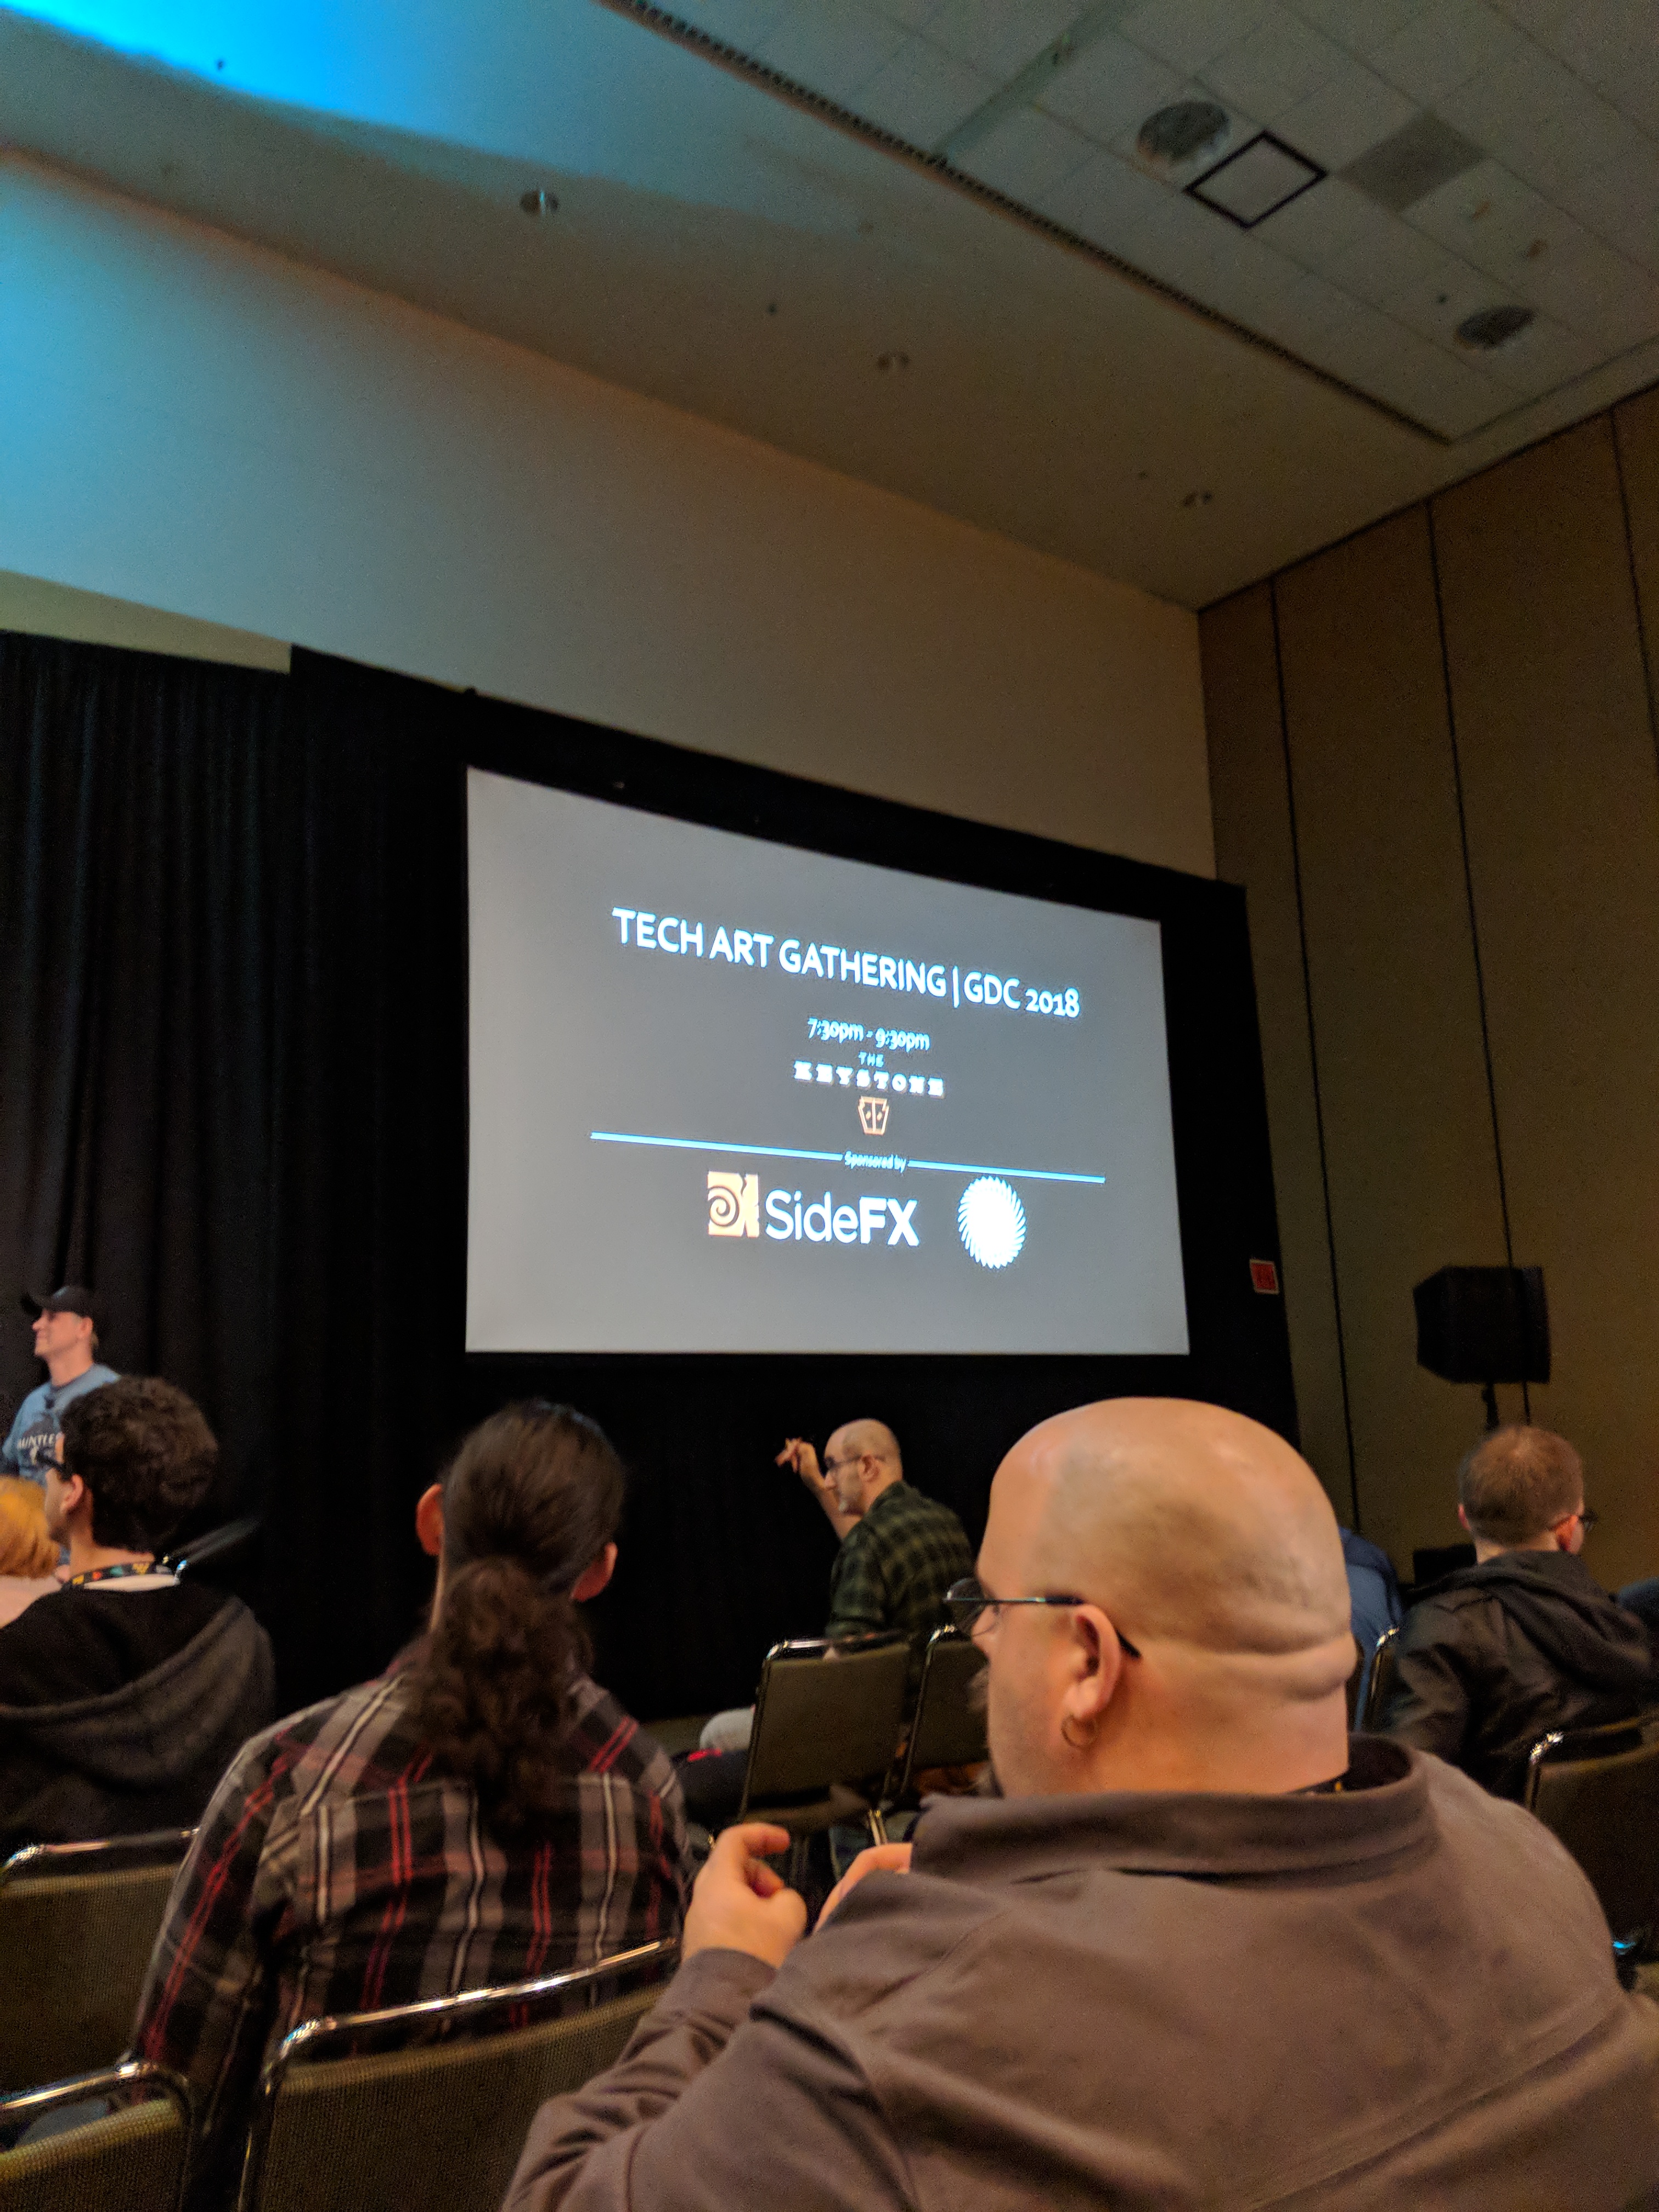 TECH ART GATHERING | GDC 2018
7:30pm - 9:30pm
THE
KEYSTONE
Sponsored by
SideFX